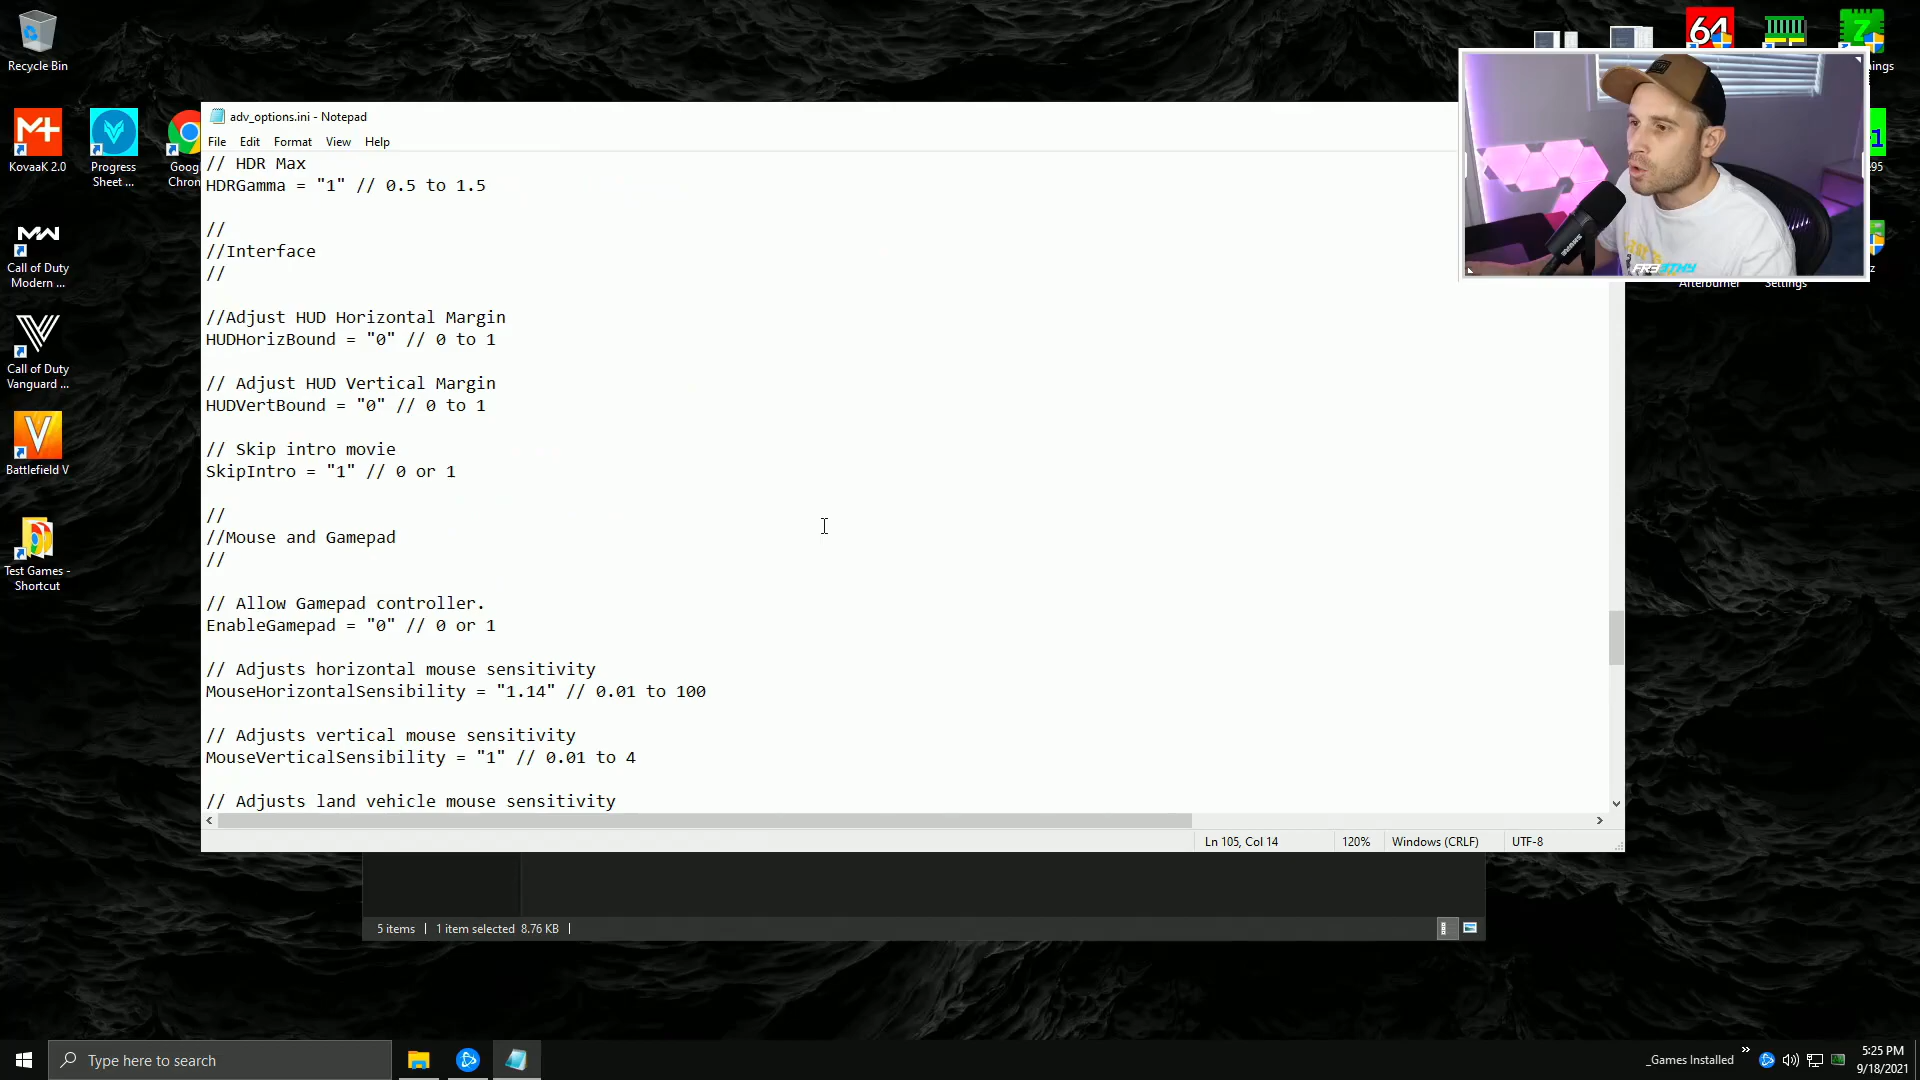 Recycle Bin
KovaaK 2.0
Progress
Sheet ...
Call of Duty
Modern ...
Call of Duty
Vanguard ...
Battlefield V
Test Games -
Shortcut
64
adv_options.ini - Notepad
File Edit Format View Help
// HDR Max
HDRGamma = "1" // 0.5 to 1.5
//
//Interface
//
//Adjust HUD Horizontal Margin
HUDHorizBound = "0" // 0 to 1
// Adjust HUD Vertical Margin
HUDVertBound = "0" // 0 to 1
// Skip intro movie
SkipIntro = "1" // 0 or 1
//
//Mouse and Gamepad
//
// Allow Gamepad controller.
EnableGamepad = "0" // 0 or 1
// Adjusts horizontal mouse sensitivity
MouseHorizontalSensibility = "1.14" // 0.01 to 100
// Adjusts vertical mouse sensitivity
MouseVerticalSensibility = "1" // 0.01 to 4
// Adjusts land vehicle mouse sensitivity
Ln 105, Col 14 120% Windows (CRLF) UTF-8
5 items 1 item selected 8.76 KB
Type here to search
_Games Installed
5:25 PM
9/18/2021